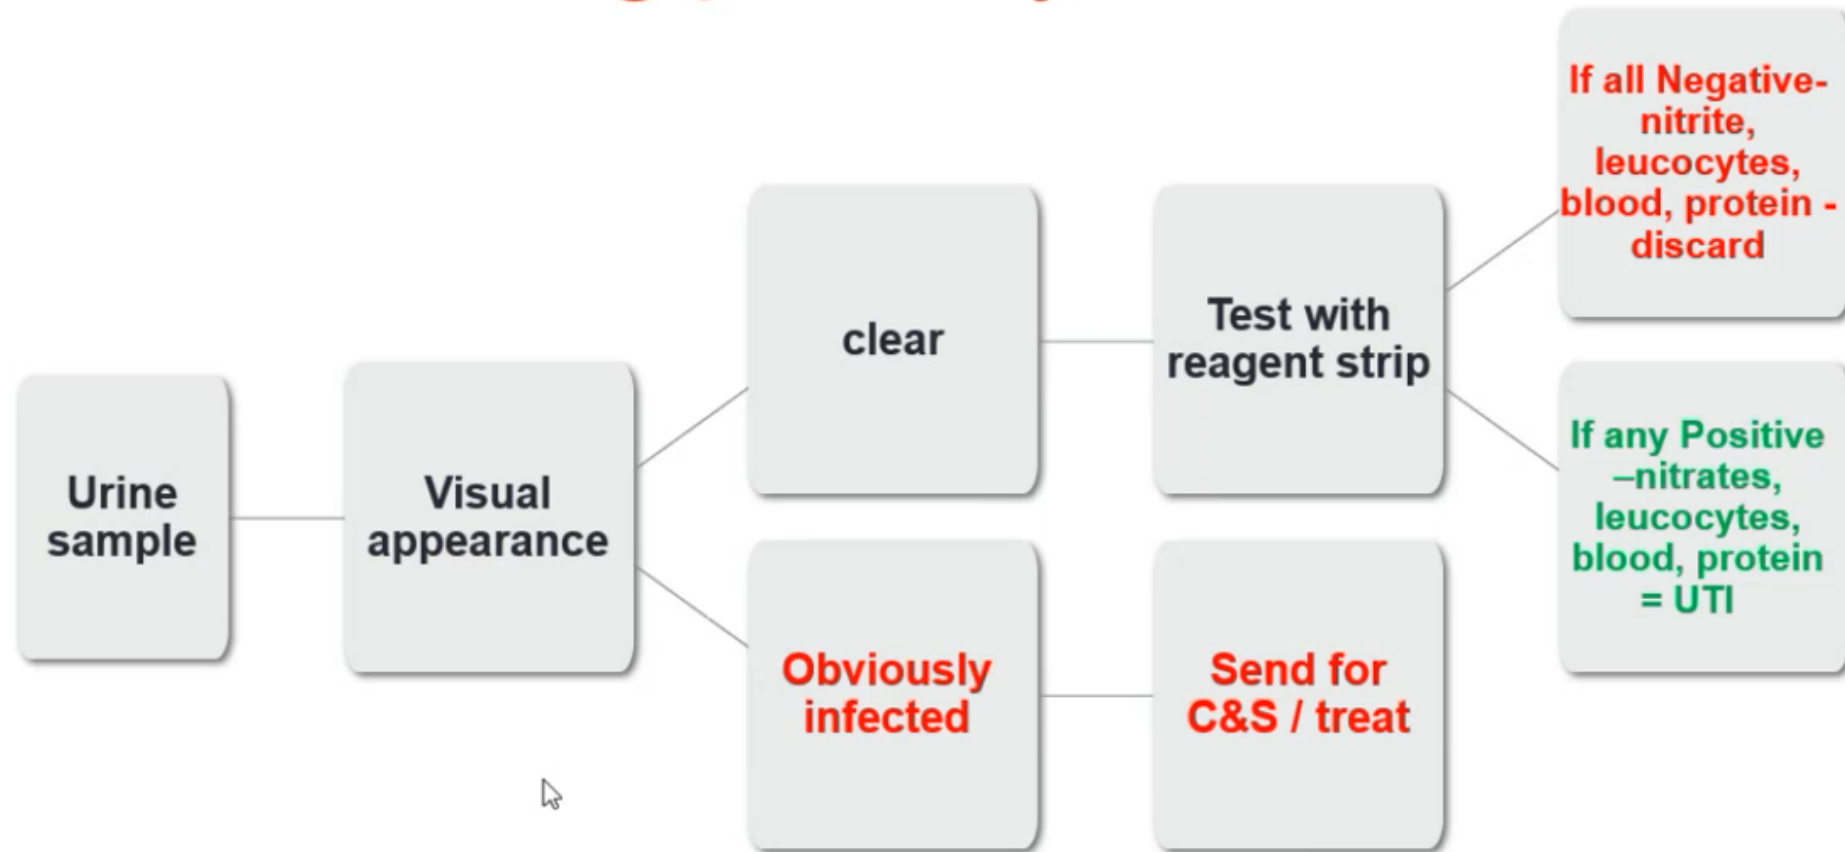 Urine
sample
Visual
appearance
clear
Test with
reagent strip
If all Negative-
nitrite,
leucocytes,
blood, protein -
discard
If any Positive
–nitrates,
leucocytes,
blood, protein
= UTI
Obviously
infected
Send for
C&S / treat